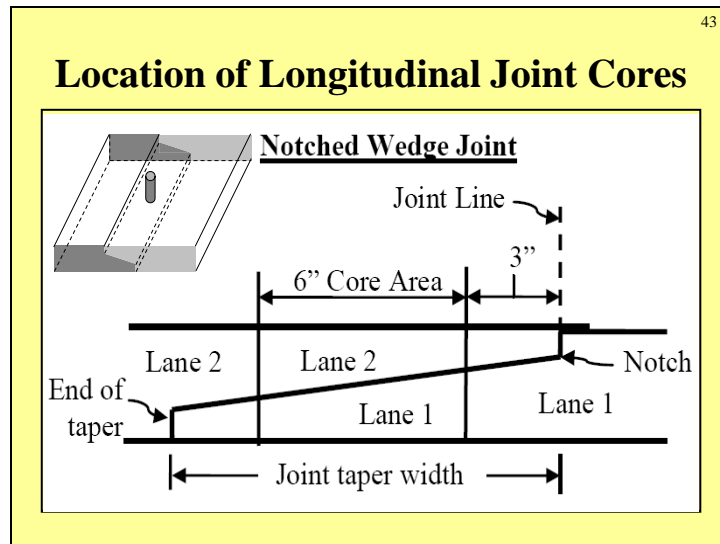 43
Location of Longitudinal Joint Cores
Notched Wedge Joint
Joint Line
6” Core Area
3”
Lane 2
Lane 2
Notch
End of
taper
Lane 1
Lane 1
Joint taper width